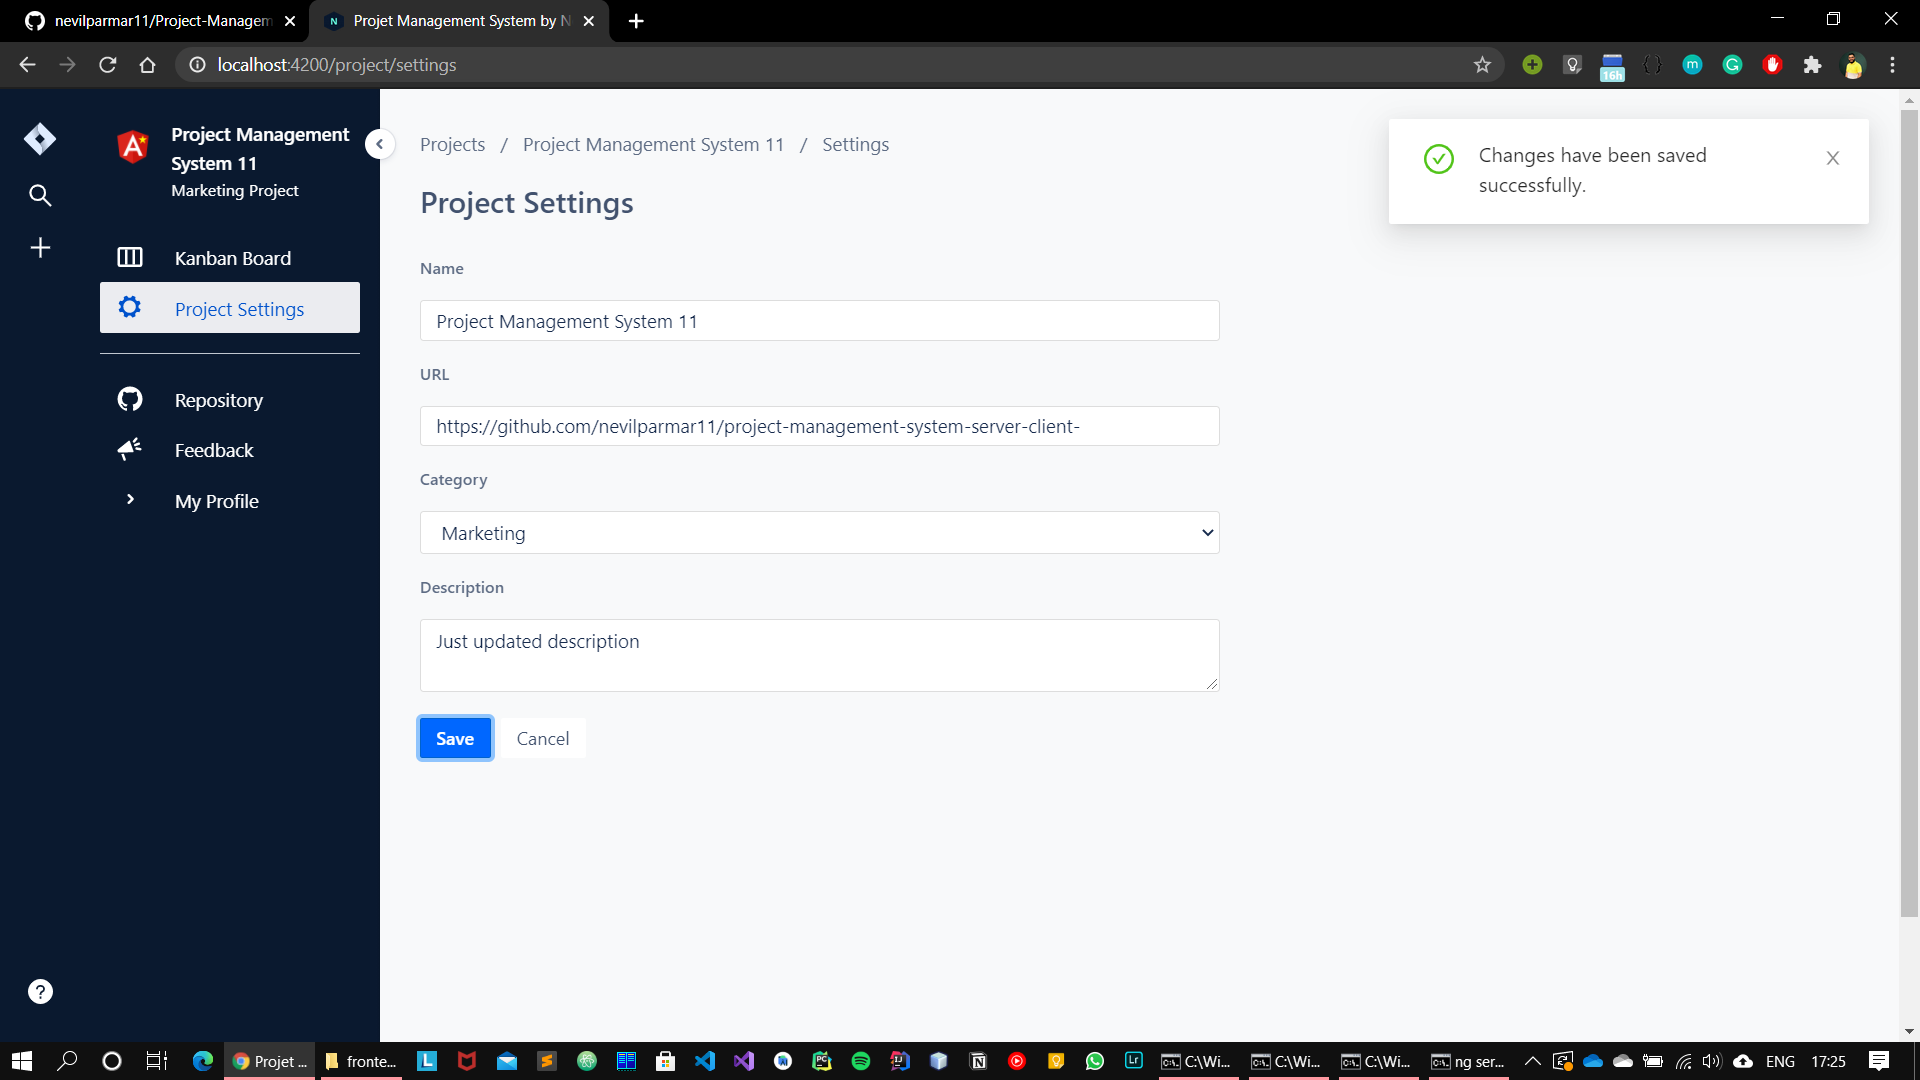 nevilparmar11/Project-Managem
Projet Management System by N
localhost:4200/project/settings
16h
Project Management
System 11
Marketing Project
Kanban Board
Project Settings
Repository
Feedback
My Profile
Projects / Project Management System 11 / Settings
Changes have been saved
successfully.
Project Settings
Name
Project Management System 11
URL
https://github.com/nevilparmar11/project-management-system-server-client-
Category
Marketing
Description
Just updated description
Save
Cancel
Projet ...
fronte...
C:\Wi...
C:\Wi...
C:\Wi...
ng ser...
ENG
17:25